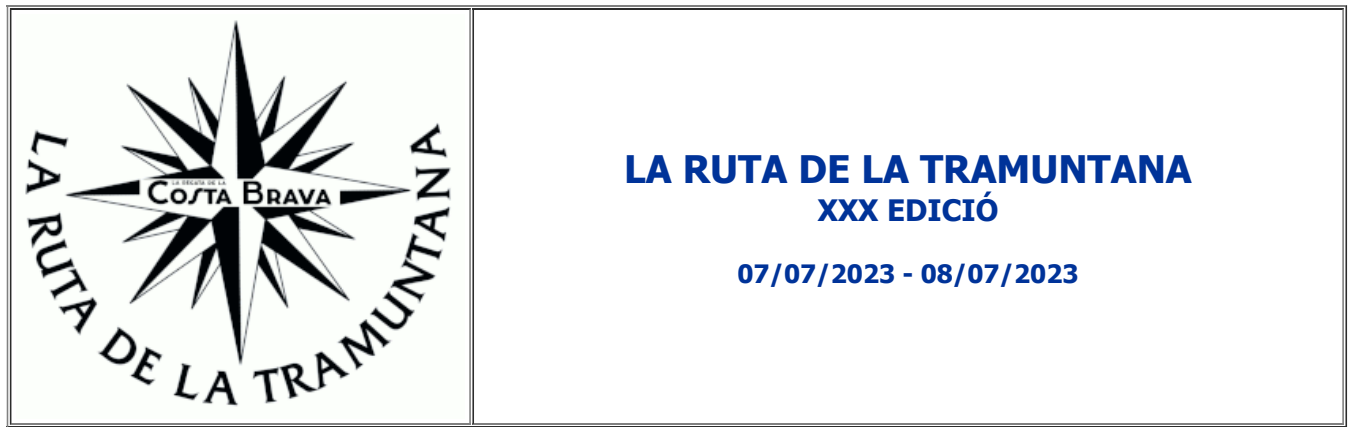 LA RUTA DE LA TRAMUNTANA
LA REGATA DE LA
COSTA BRAVA
LA RUTA DE LA TRAMUNTANA
XXX EDICIÓ
07/07/2023 - 08/07/2023